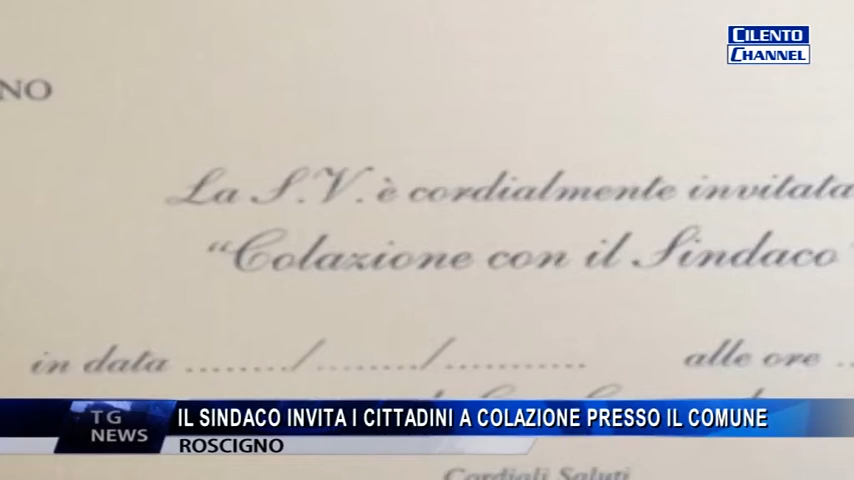 CILENTO
CHANNEL
NO
La S.V. è cordialmente invitata
“Colazione con il Sindaco”
in data ......./......../............ alle ore ..
TG
NEWS
IL SINDACO INVITA I CITTADINI A COLAZIONE PRESSO IL COMUNE
ROSCIGNO
Cordiali Saluti